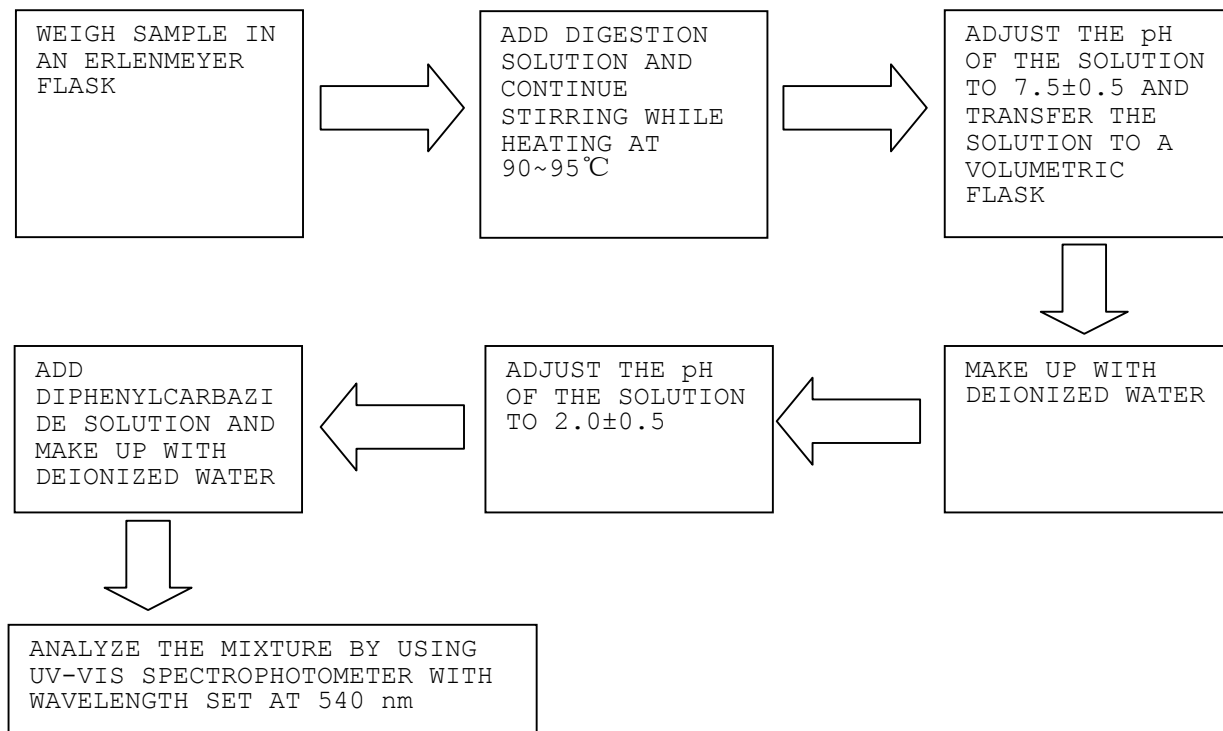 WEIGH SAMPLE IN
AN ERLENMEYER
FLASK
ADD DIGESTION
SOLUTION AND
CONTINUE
STIRRING WHILE
HEATING AT
90~95℃
ADJUST THE pH
OF THE SOLUTION
TO 7.5±0.5 AND
TRANSFER THE
SOLUTION TO A
VOLUMETRIC
FLASK
MAKE UP WITH
DEIONIZED WATER
ADJUST THE pH
OF THE SOLUTION
TO 2.0±0.5
ADD
DIPHENYLCARBAZI
DE SOLUTION AND
MAKE UP WITH
DEIONIZED WATER
ANALYZE THE MIXTURE BY USING
UV-VIS SPECTROPHOTOMETER WITH
WAVELENGTH SET AT 540 nm